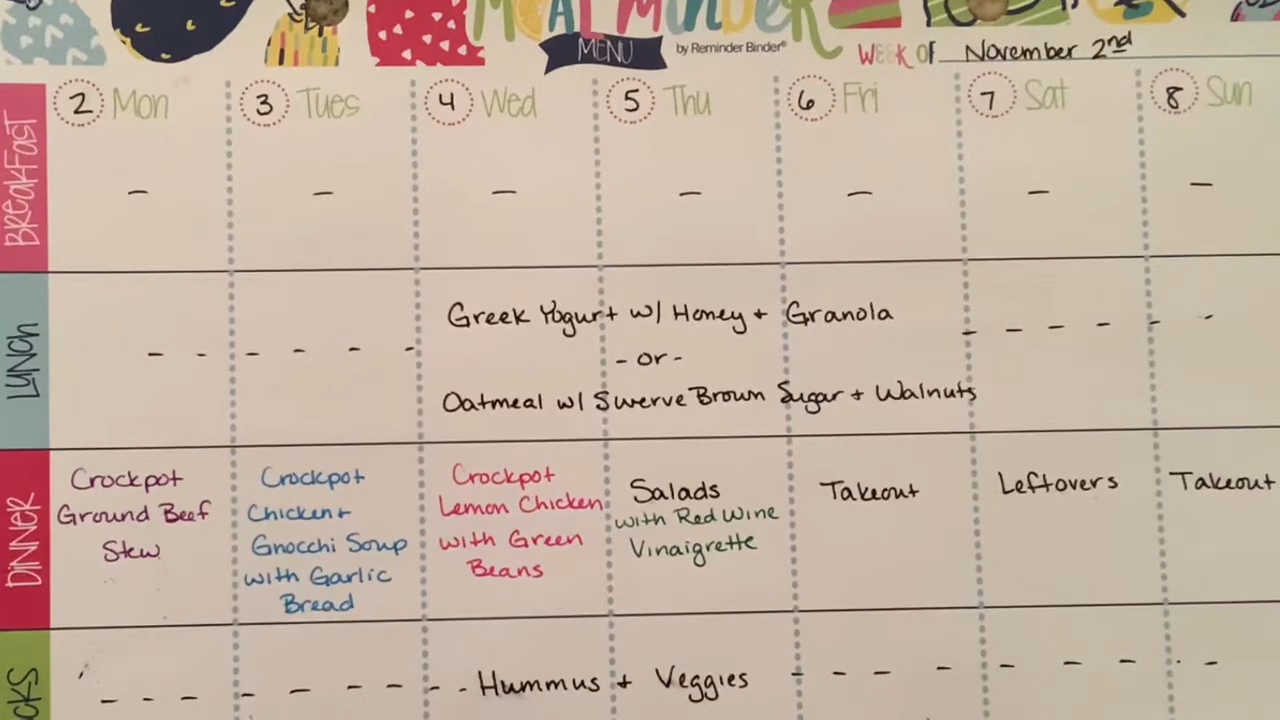 MEAL MINDER
MENU
by Reminder Binder®
WEEK OF November 2nd
2 Mon
3 Tues
4 Wed
5 Thu
6 Fri
7 Sat
8 Sun
BREAKFAST
- - - - - - -
LUNCH
Greek Yogurt w/ Honey + Granola
- or -
Oatmeal w/ Swerve Brown Sugar + Walnuts
DINNER
Crockpot
Ground Beef
Stew
Crockpot
Chicken +
Gnocchi Soup
with Garlic
Bread
Crockpot
Lemon Chicken
with Green
Beans
Salads
with Red Wine
Vinaigrette
Takeout
Leftovers
Takeout
CKS
Hummus + Veggies